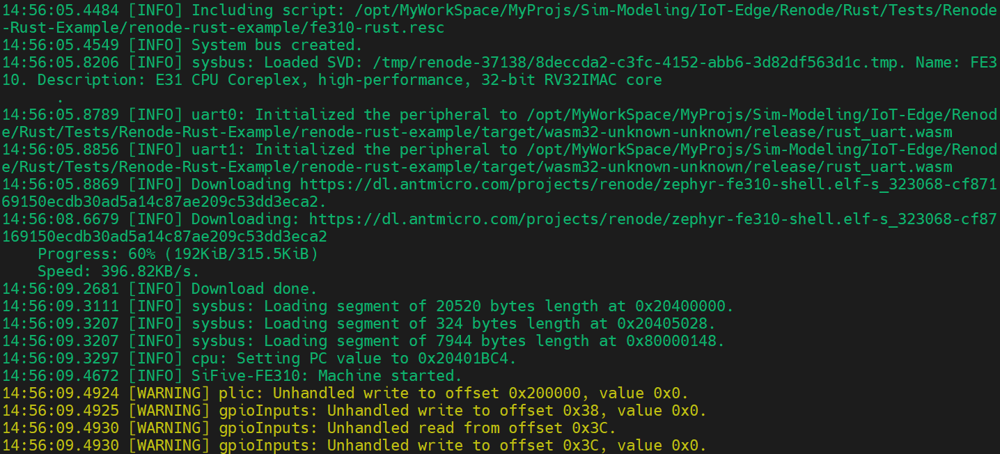 14:56:05.4484 [INFO] Including script: /opt/MyWorkSpace/MyProjs/Sim-Modeling/IoT-Edge/Renode/Rust/Tests/Renode
-Rust-Example/renode-rust-example/fe310-rust.resc
14:56:05.4549 [INFO] System bus created.
14:56:05.8206 [INFO] sysbus: Loaded SVD: /tmp/renode-37138/8deccda2-c3fc-4152-abb6-3d82df563d1c.tmp. Name: FE3
10. Description: E31 CPU Coreplex, high-performance, 32-bit RV32IMAC core
.
14:56:05.8789 [INFO] uart0: Initialized the peripheral to /opt/MyWorkSpace/MyProjs/Sim-Modeling/IoT-Edge/Renod
e/Rust/Tests/Renode-Rust-Example/renode-rust-example/target/wasm32-unknown-unknown/release/rust_uart.wasm
14:56:05.8856 [INFO] uart1: Initialized the peripheral to /opt/MyWorkSpace/MyProjs/Sim-Modeling/IoT-Edge/Renod
e/Rust/Tests/Renode-Rust-Example/renode-rust-example/target/wasm32-unknown-unknown/release/rust_uart.wasm
14:56:05.8869 [INFO] Downloading https://dl.antmicro.com/projects/renode/zephyr-fe310-shell.elf-s_323068-cf871
69150ecdb30ad5a14c87ae209c53dd3eca2.
14:56:08.6679 [INFO] Downloading: https://dl.antmicro.com/projects/renode/zephyr-fe310-shell.elf-s_323068-cf87
169150ecdb30ad5a14c87ae209c53dd3eca2
Progress: 60% (192KiB/315.5KiB)
Speed: 396.82KB/s.
14:56:09.2681 [INFO] Download done.
14:56:09.3111 [INFO] sysbus: Loading segment of 20520 bytes length at 0x20400000.
14:56:09.3207 [INFO] sysbus: Loading segment of 324 bytes length at 0x20405028.
14:56:09.3207 [INFO] sysbus: Loading segment of 7944 bytes length at 0x80000148.
14:56:09.3297 [INFO] cpu: Setting PC value to 0x20401BC4.
14:56:09.4672 [INFO] SiFive-FE310: Machine started.
14:56:09.4924 [WARNING] plic: Unhandled write to offset 0x200000, value 0x0.
14:56:09.4925 [WARNING] gpioInputs: Unhandled write to offset 0x38, value 0x0.
14:56:09.4930 [WARNING] gpioInputs: Unhandled read from offset 0x3C.
14:56:09.4930 [WARNING] gpioInputs: Unhandled write to offset 0x3C, value 0x0.